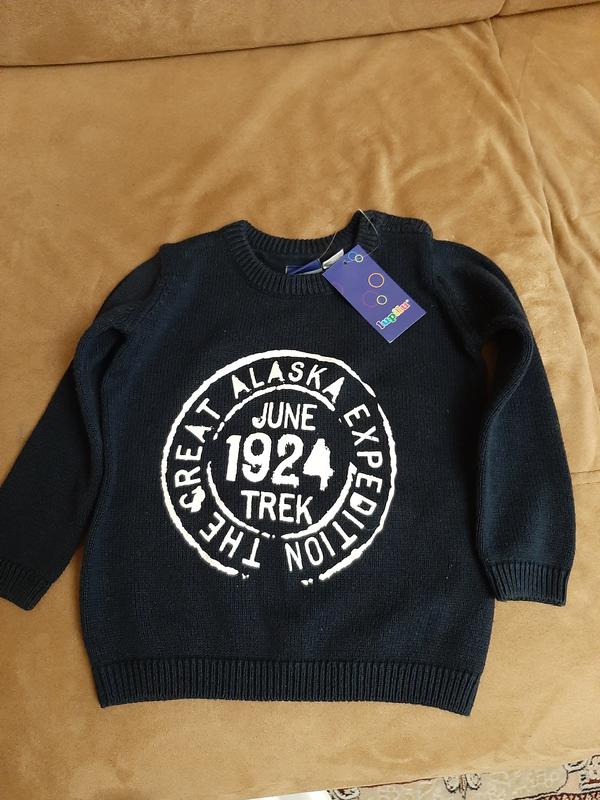 lupilu
THE GREAT ALASKA EXPEDITION
JUNE
1924
TREK